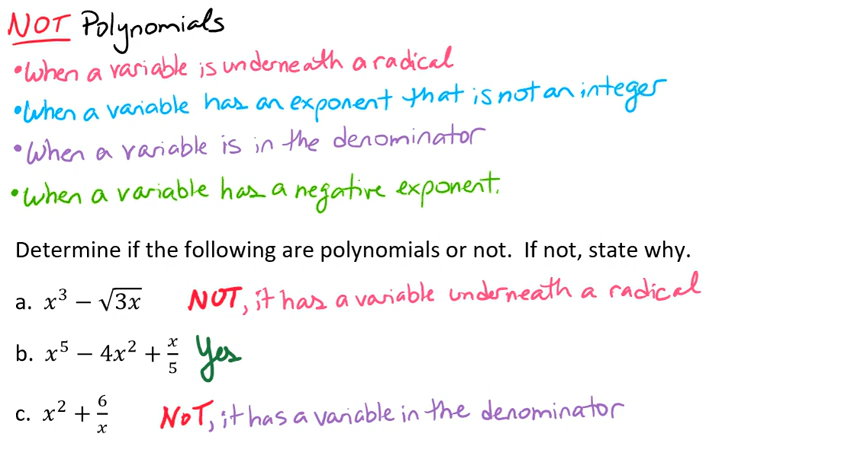 NOT Polynomials
•When a variable is underneath a radical
•When a variable has an exponent that is not an integer
•When a variable is in the denominator
•When a variable has a negative exponent.
Determine if the following are polynomials or not. If not, state why.
a. x³ − √3x NOT, it has a variable underneath a radical
b. x⁵ − 4x² + x/5 Yes
c. x² + 6/x NOT, it has a variable in the denominator